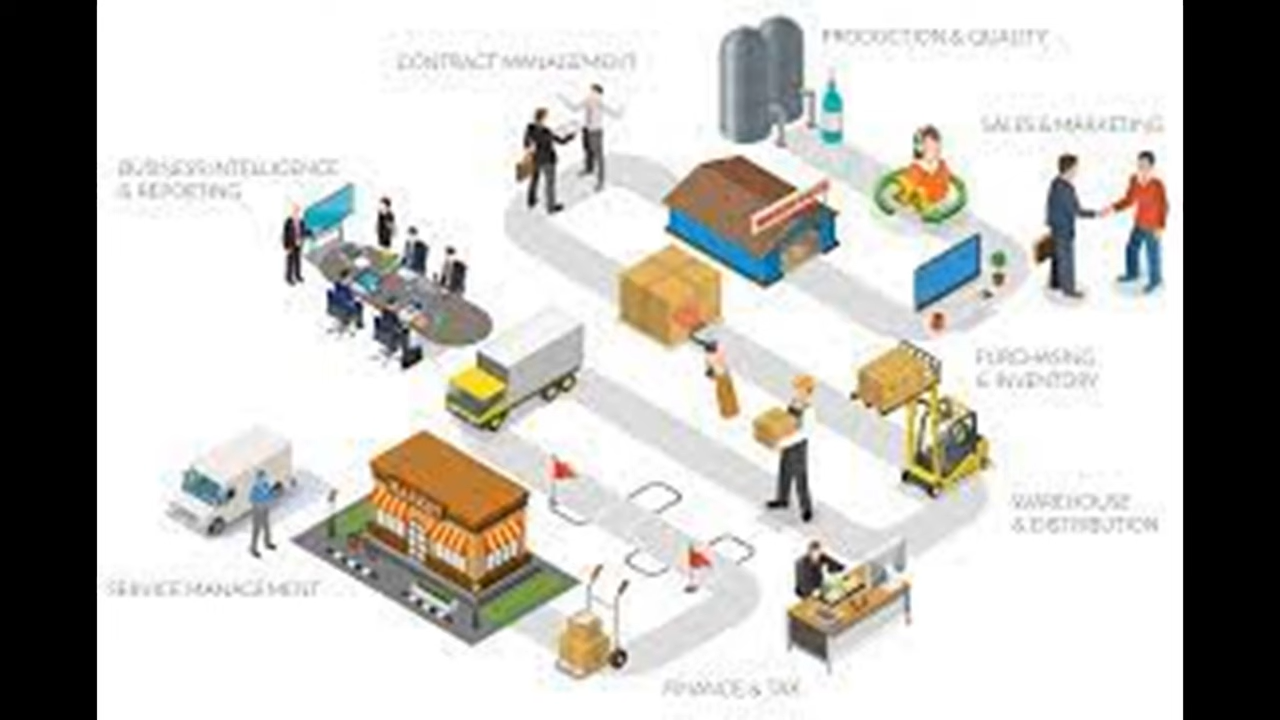 PRODUCTION & QUALITY
CONTRACT MANAGEMENT
SALES & MARKETING
BUSINESS INTELLIGENCE
& REPORTING
PURCHASING
& INVENTORY
WAREHOUSE
& DISTRIBUTION
SERVICE MANAGEMENT
FINANCE & TAX